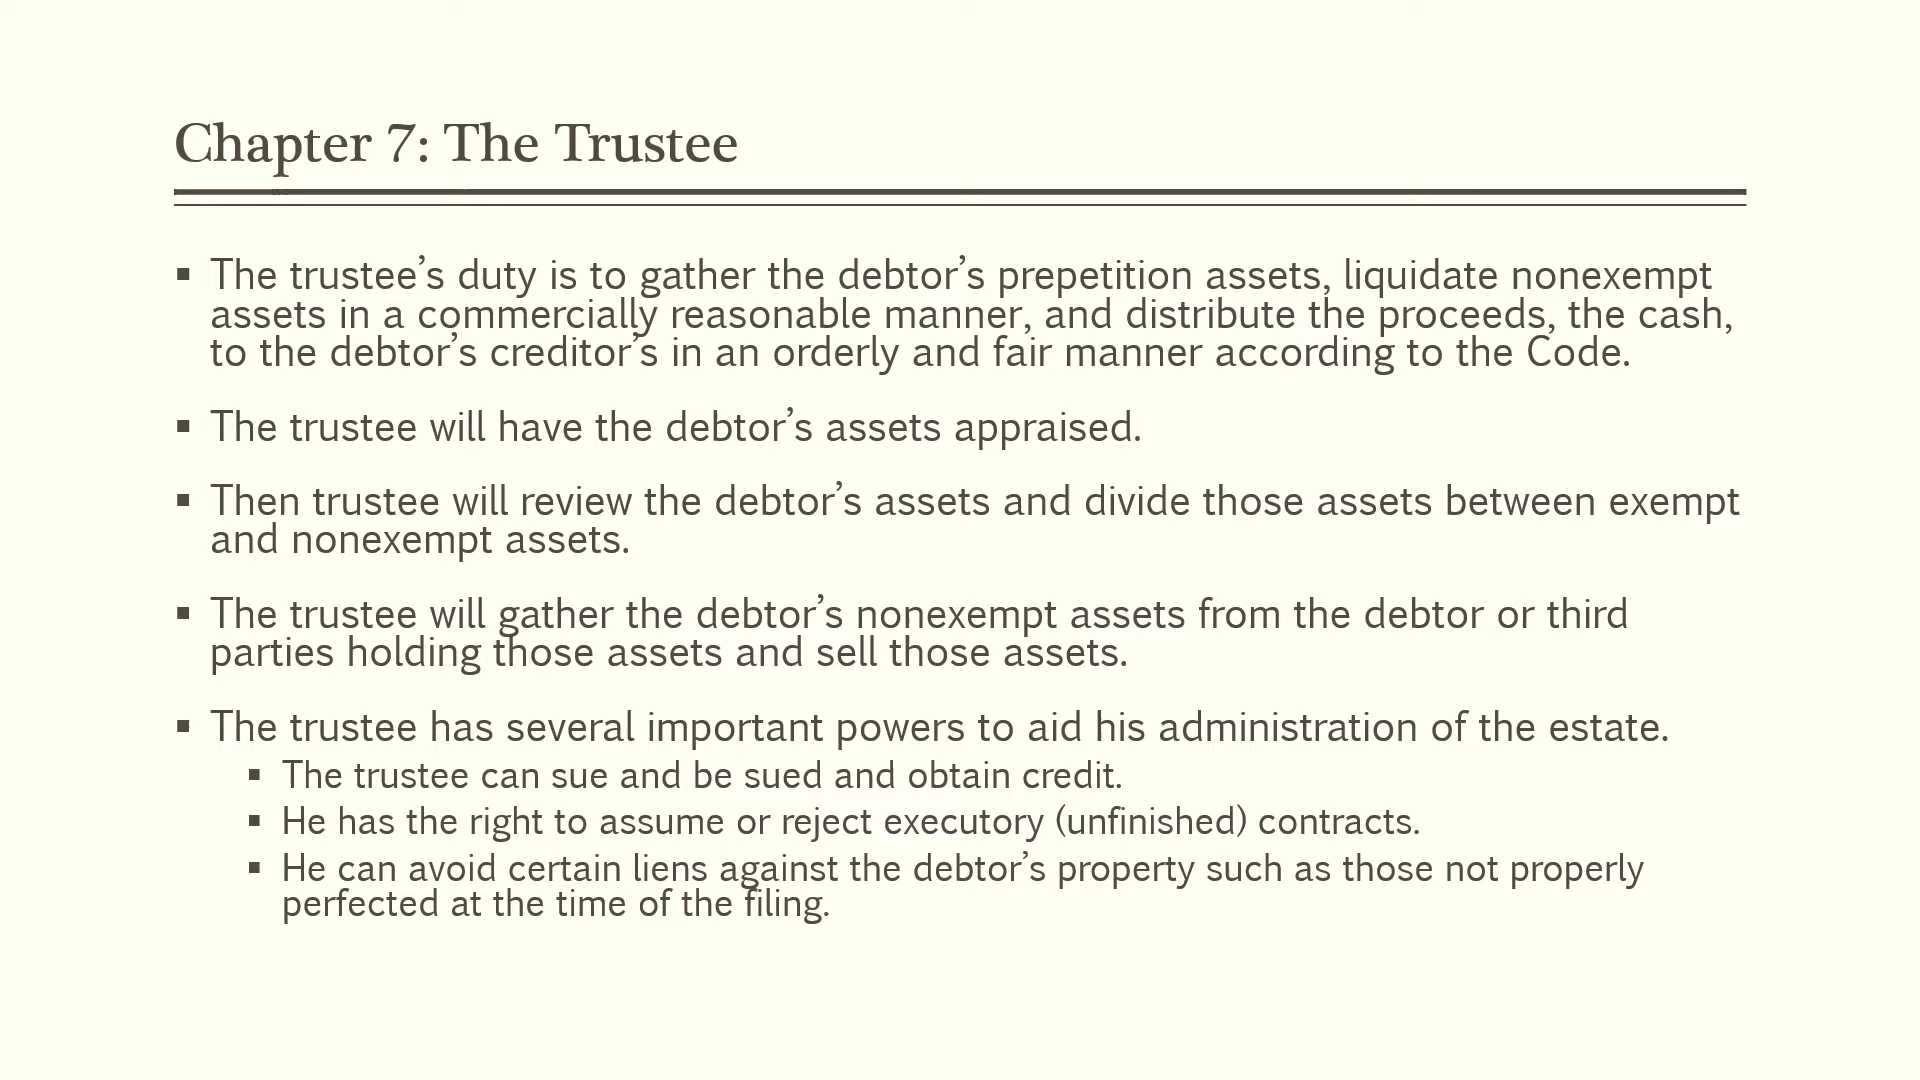 Chapter 7: The Trustee
▪ The trustee’s duty is to gather the debtor’s prepetition assets, liquidate nonexempt
assets in a commercially reasonable manner, and distribute the proceeds, the cash,
to the debtor’s creditor’s in an orderly and fair manner according to the Code.
▪ The trustee will have the debtor’s assets appraised.
▪ Then trustee will review the debtor’s assets and divide those assets between exempt
and nonexempt assets.
▪ The trustee will gather the debtor’s nonexempt assets from the debtor or third
parties holding those assets and sell those assets.
▪ The trustee has several important powers to aid his administration of the estate.
▪ The trustee can sue and be sued and obtain credit.
▪ He has the right to assume or reject executory (unfinished) contracts.
▪ He can avoid certain liens against the debtor’s property such as those not properly
perfected at the time of the filing.